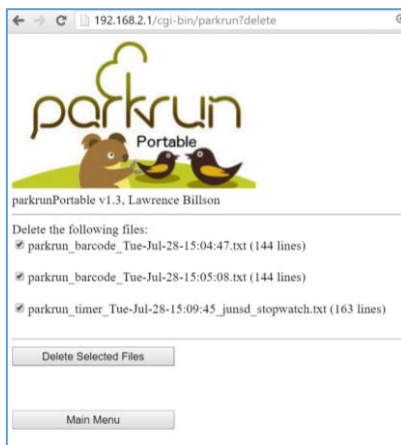 192.168.2.1/cgi-bin/parkrun?delete
parkrun
Portable
parkrunPortable v1.3, Lawrence Billson
Delete the following files:
parkrun_barcode_Tue-Jul-28-15:04:47.txt (144 lines)
parkrun_barcode_Tue-Jul-28-15:05:08.txt (144 lines)
parkrun_timer_Tue-Jul-28-15:09:45_junsd_stopwatch.txt (163 lines)
Delete Selected Files
Main Menu